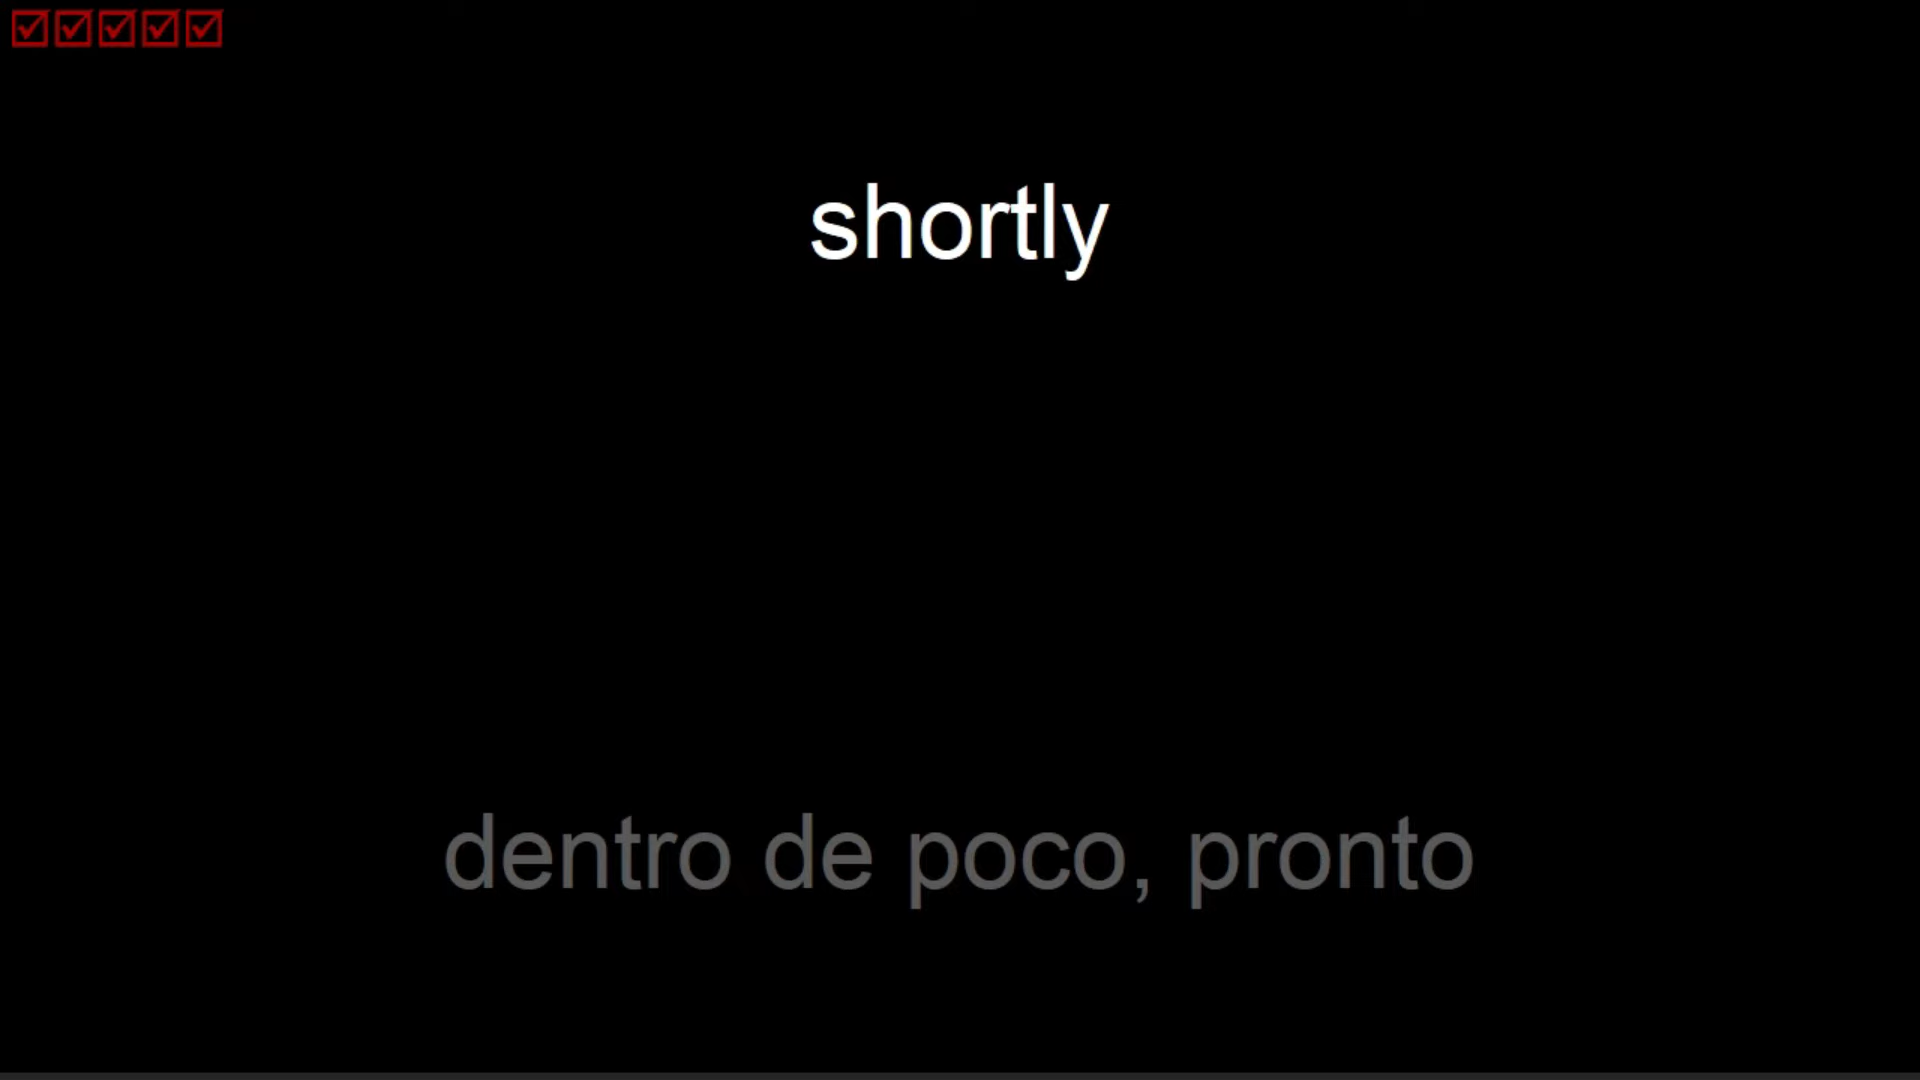 ☑☑☑☑☑
shortly
dentro de poco, pronto